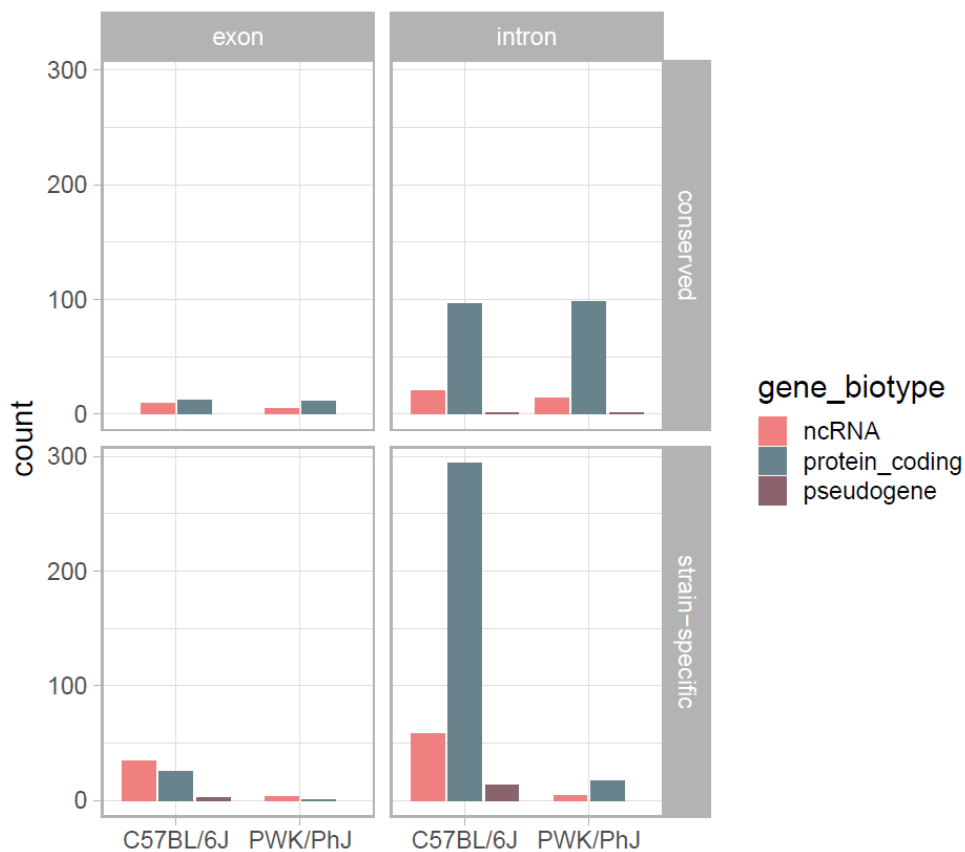 exon
intron
300
200
100
0
conserved
300
200
100
0
strain-specific
count
C57BL/6J
PWK/PhJ
C57BL/6J
PWK/PhJ
gene_biotype
ncRNA
protein_coding
pseudogene